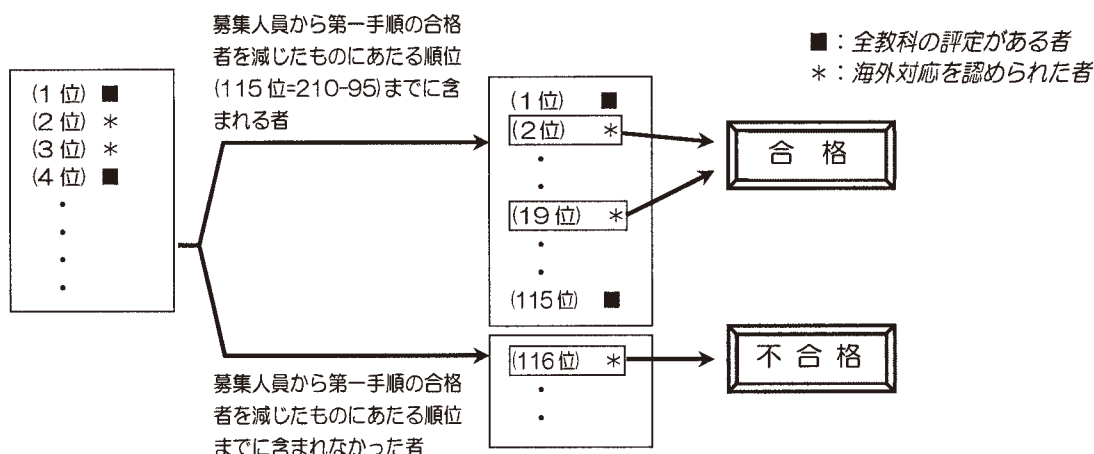 募集人員から第一手順の合格
者を減じたものにあたる順位
(115位=210-95)までに含
まれる者
■:全教科の評定がある者
*:海外対応を認められた者
(1位) ■
(2位) *
(3位) *
(4位) ■
・
・
・
・
(1位) ■
(2位) *
・
・
(19位) *
・
・
(115位) ■
合 格
(116位) *
・
・
不 合 格
募集人員から第一手順の合格
者を減じたものにあたる順位
までに含まれなかった者